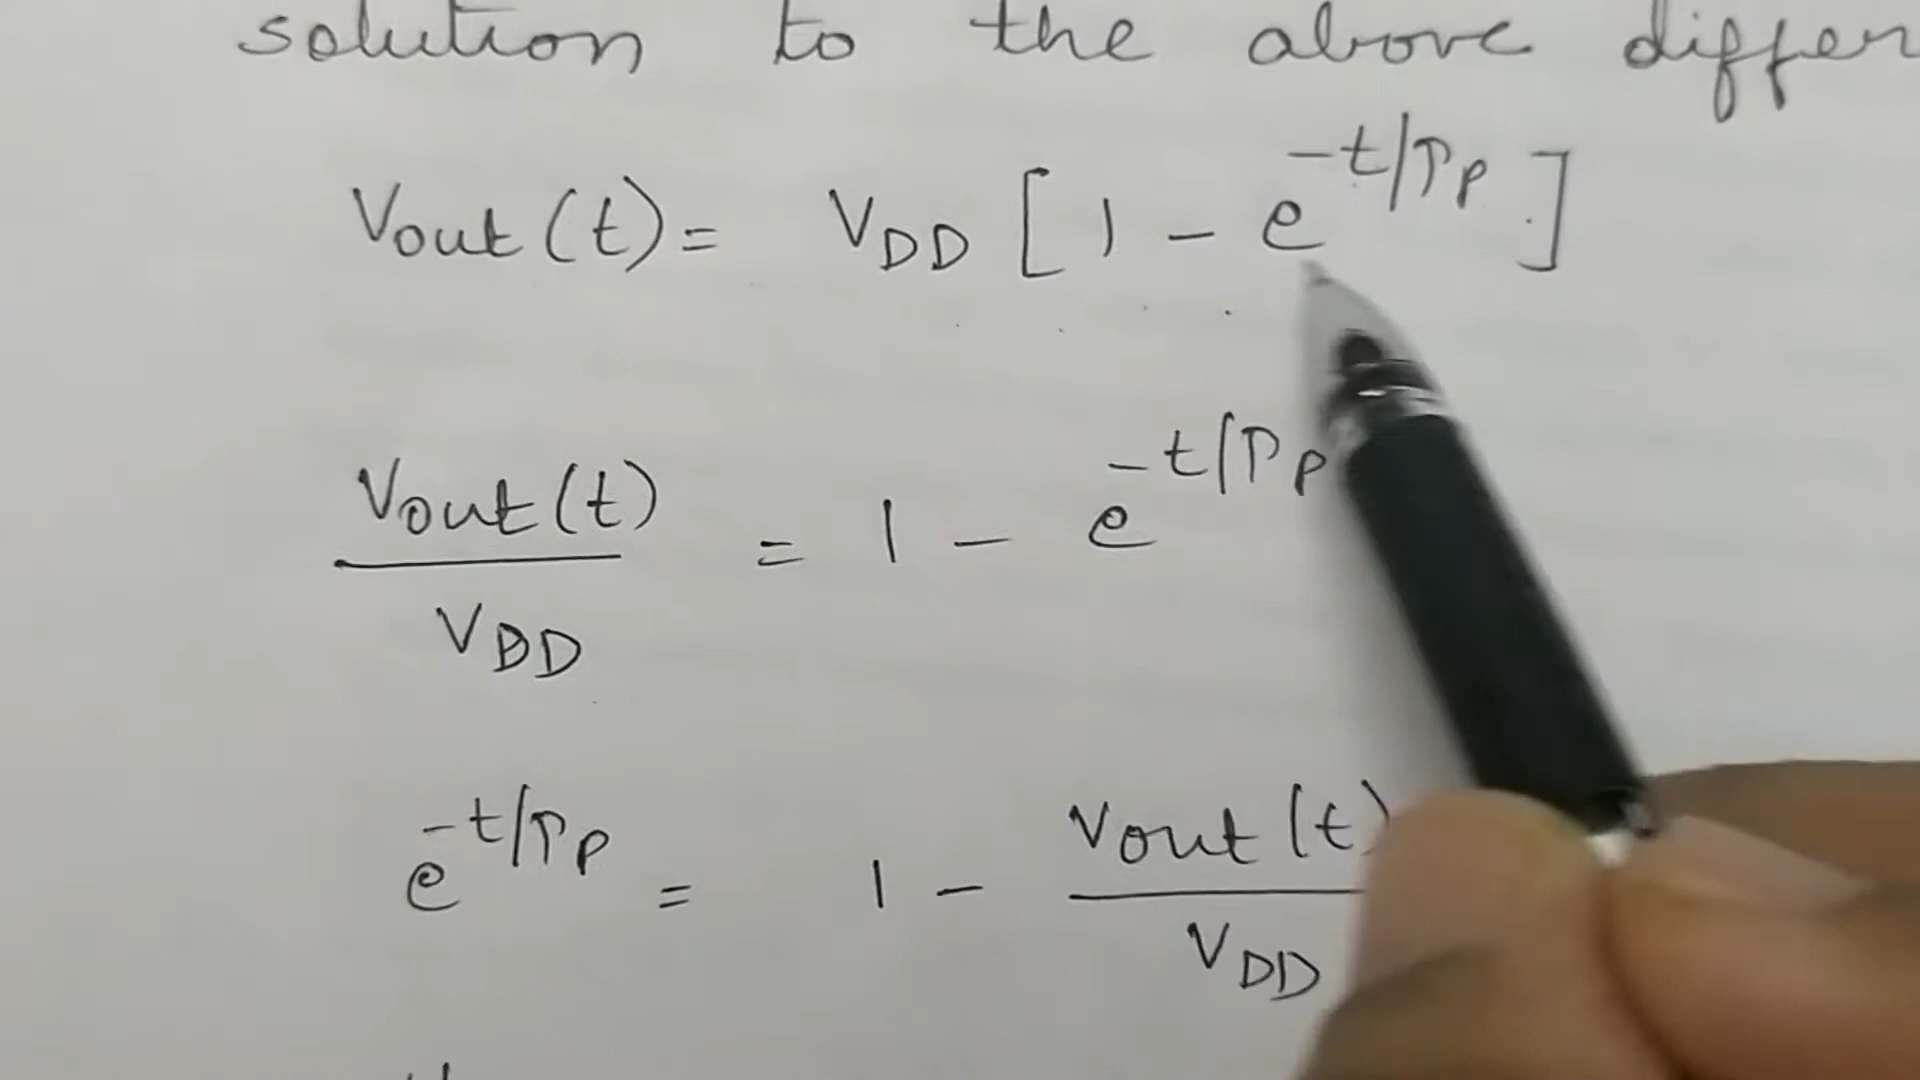 solution to the above differ
Vout(t) = VDD [1 - e^-t/τp]
Vout(t)/VDD = 1 - e^-t/τp
e^-t/τp = 1 - Vout(t)/VDD